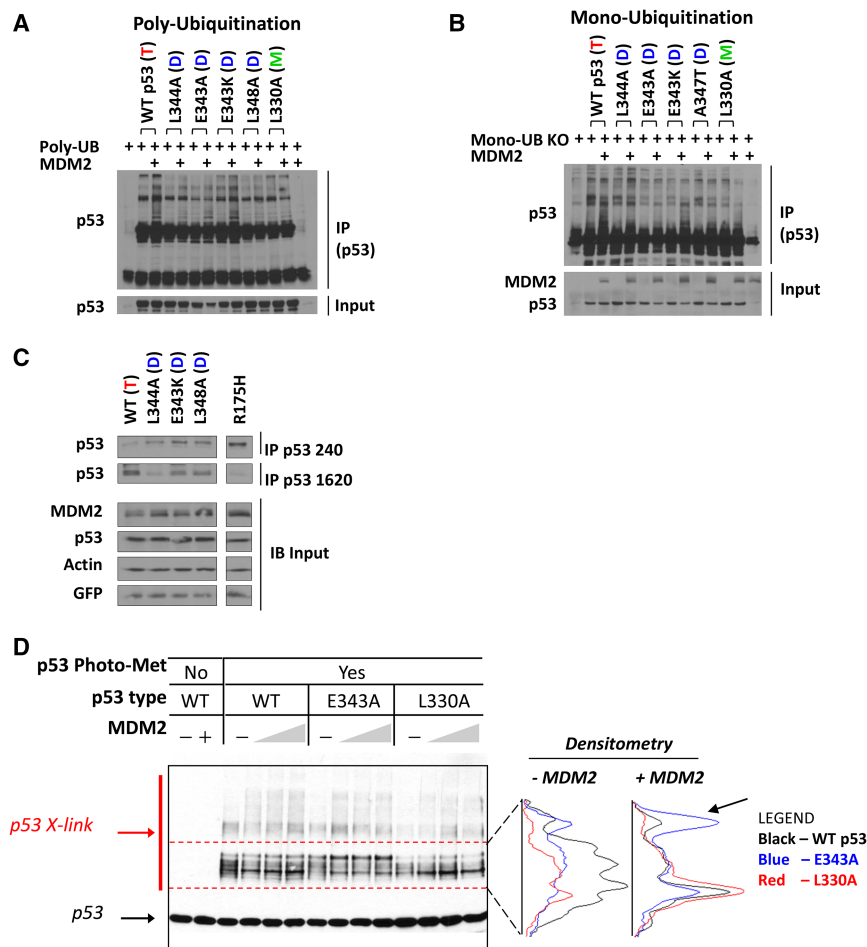 A
Poly-Ubiquitination
WT p53 (T)
L344A (D)
E343A (D)
E343K (D)
L348A (D)
L330A (M)
Poly-UB + + + + + + + + + + + + + +
MDM2 + + + + + + +
p53
IP
(p53)
p53
Input
B
Mono-Ubiquitination
WT p53 (T)
L344A (D)
E343A (D)
E343K (D)
A347T (D)
L330A (M)
Mono-UB KO + + + + + + + + + + + + + +
MDM2 + + + + + + +
p53
IP
(p53)
MDM2
p53
Input
C
WT (T)
L344A (D)
E343K (D)
L348A (D)
R175H
p53
IP p53 240
p53
IP p53 1620
MDM2
p53
Actin
GFP
IB Input
D
p53 Photo-Met No Yes
p53 type WT WT E343A L330A
MDM2 – + – – –
p53 X-link
p53
Densitometry
- MDM2 + MDM2
LEGEND
Black – WT p53
Blue – E343A
Red – L330A